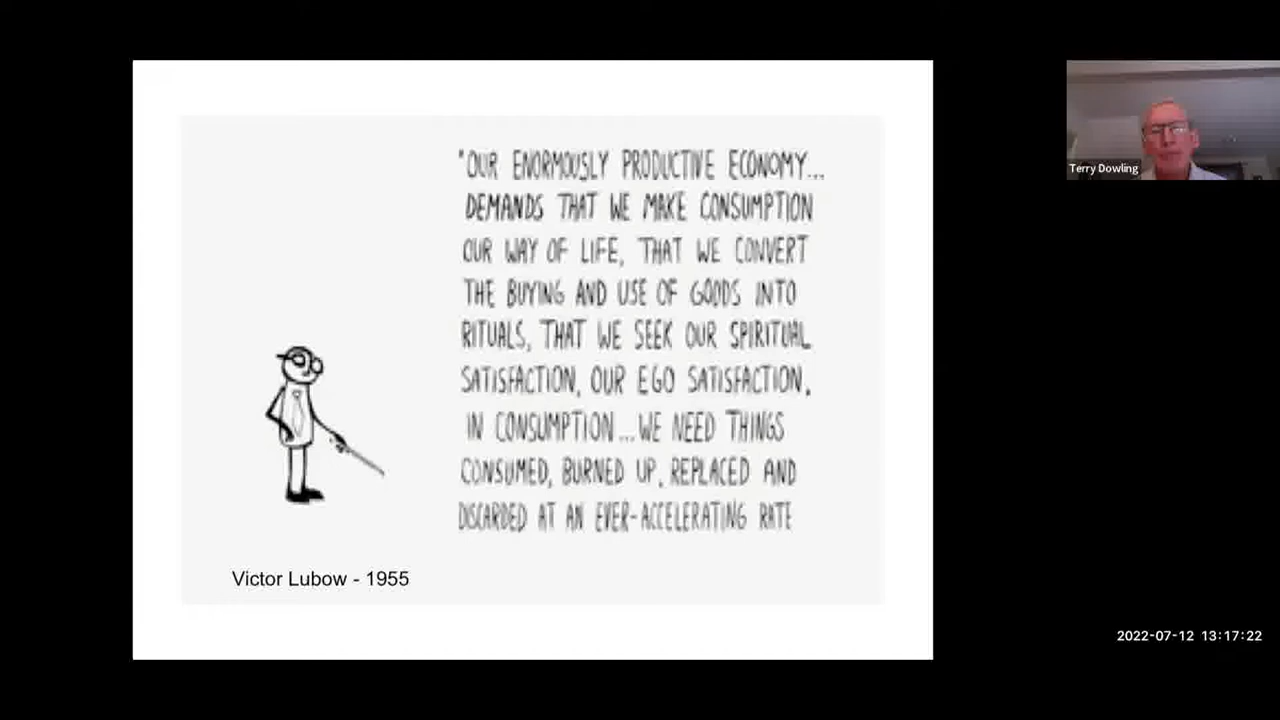 "OUR ENORMOUSLY PRODUCTIVE ECONOMY...
DEMANDS THAT WE MAKE CONSUMPTION
OUR WAY OF LIFE, THAT WE CONVERT
THE BUYING AND USE OF GOODS INTO
RITUALS, THAT WE SEEK OUR SPIRITUAL
SATISFACTION, OUR EGO SATISFACTION,
IN CONSUMPTION...WE NEED THINGS
CONSUMED, BURNED UP, REPLACED AND
DISCARDED AT AN EVER-ACCELERATING RATE
Victor Lubow - 1955
Terry Dowling
2022-07-12 13:17:22